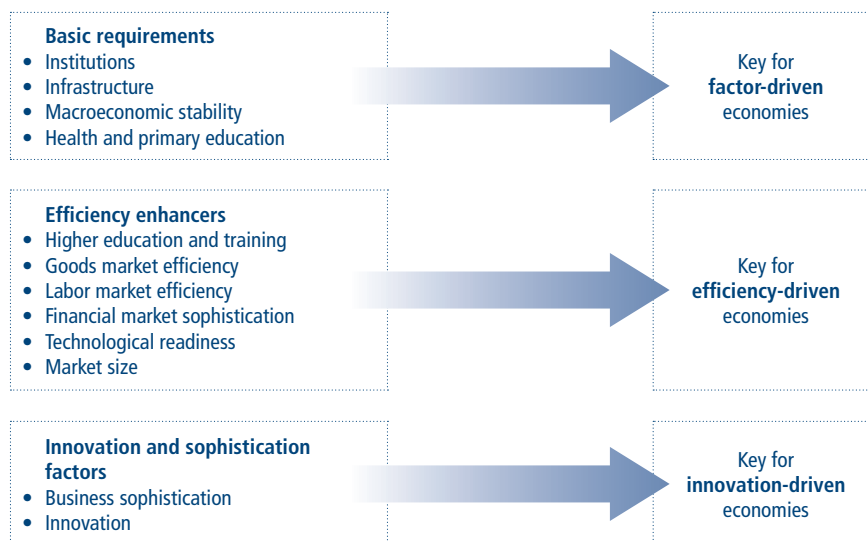 Basic requirements
• Institutions
• Infrastructure
• Macroeconomic stability
• Health and primary education
Key for
factor-driven
economies
Efficiency enhancers
• Higher education and training
• Goods market efficiency
• Labor market efficiency
• Financial market sophistication
• Technological readiness
• Market size
Key for
efficiency-driven
economies
Innovation and sophistication
factors
• Business sophistication
• Innovation
Key for
innovation-driven
economies